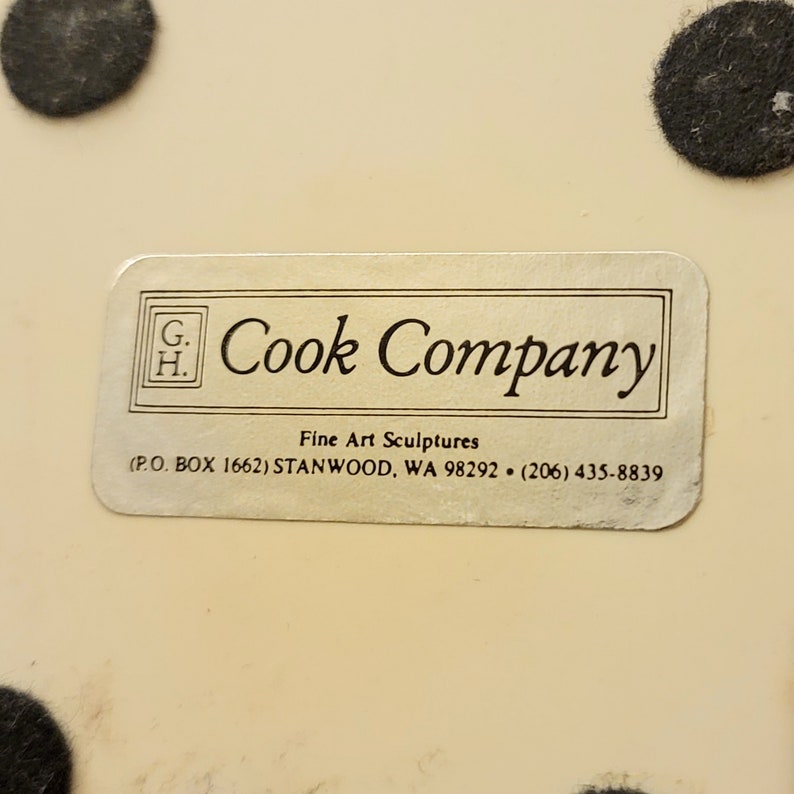 G.
H.
Cook Company
Fine Art Sculptures
(P.O. BOX 1662) STANWOOD, WA 98292 • (206) 435-8839